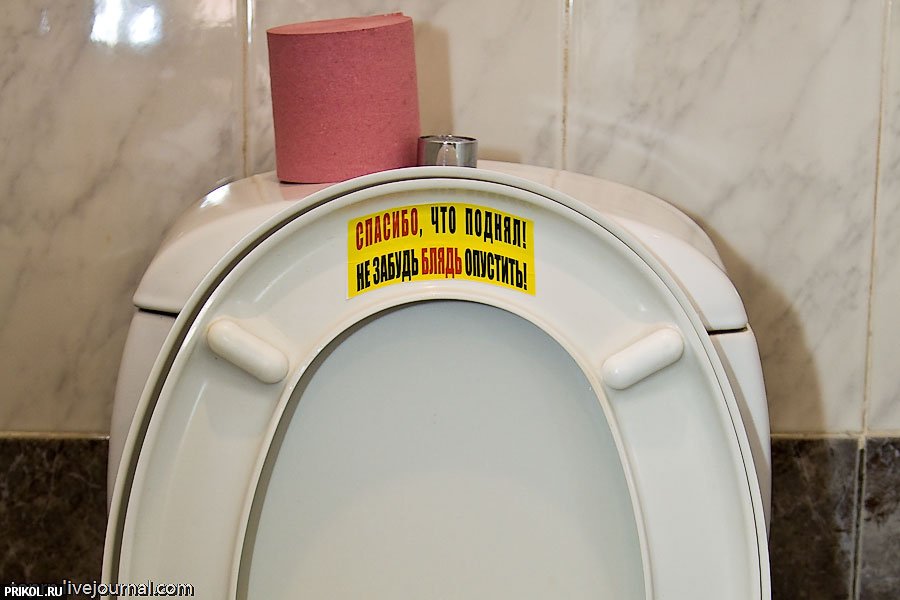 СПАСИБО, ЧТО ПОДНЯЛ!
НЕ ЗАБУДЬ БЛЯДЬ ОПУСТИТЬ!
livejournal.com
PRIKOL.RU